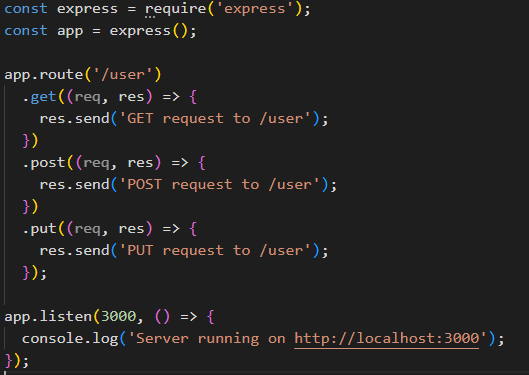 const express = require('express');
const app = express();
app.route('/user')
.get((req, res) => {
res.send('GET request to /user');
})
.post((req, res) => {
res.send('POST request to /user');
})
.put((req, res) => {
res.send('PUT request to /user');
});
app.listen(3000, () => {
console.log('Server running on http://localhost:3000');
});